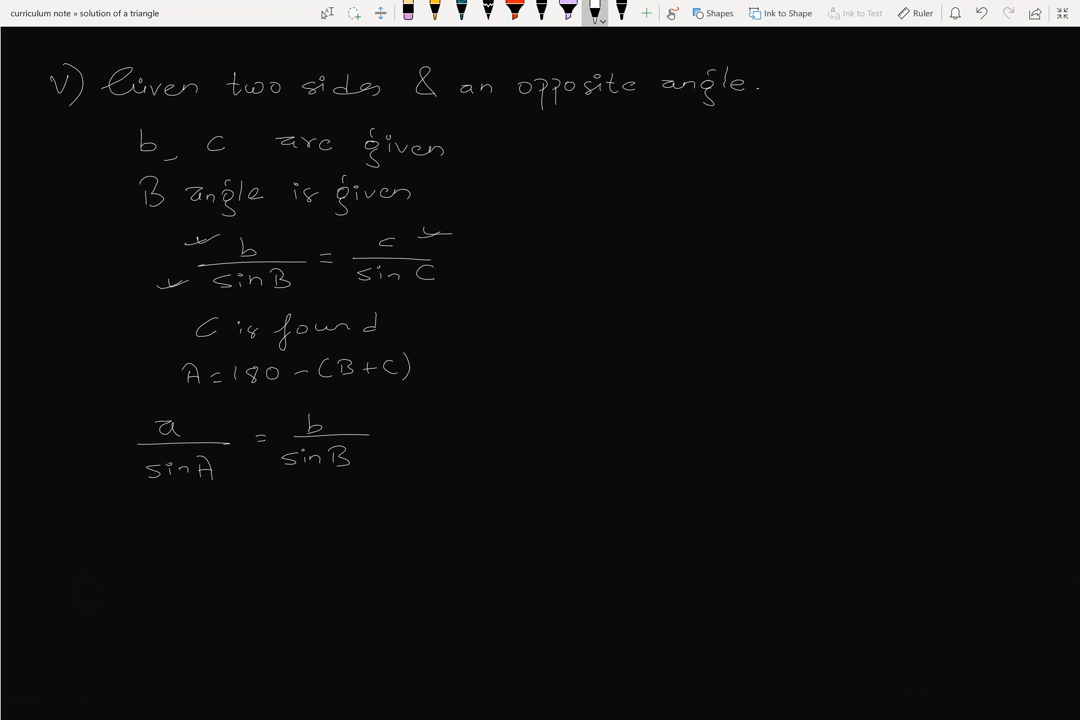 curriculum note » solution of a triangle
Shapes Ink to Shape Ink to Text Ruler
V) Given two sides & an opposite angle.
b, c are given
B angle is given
b/sinB = c/sin C
C is found
A = 180 - (B+C)
a/sinA = b/sinB